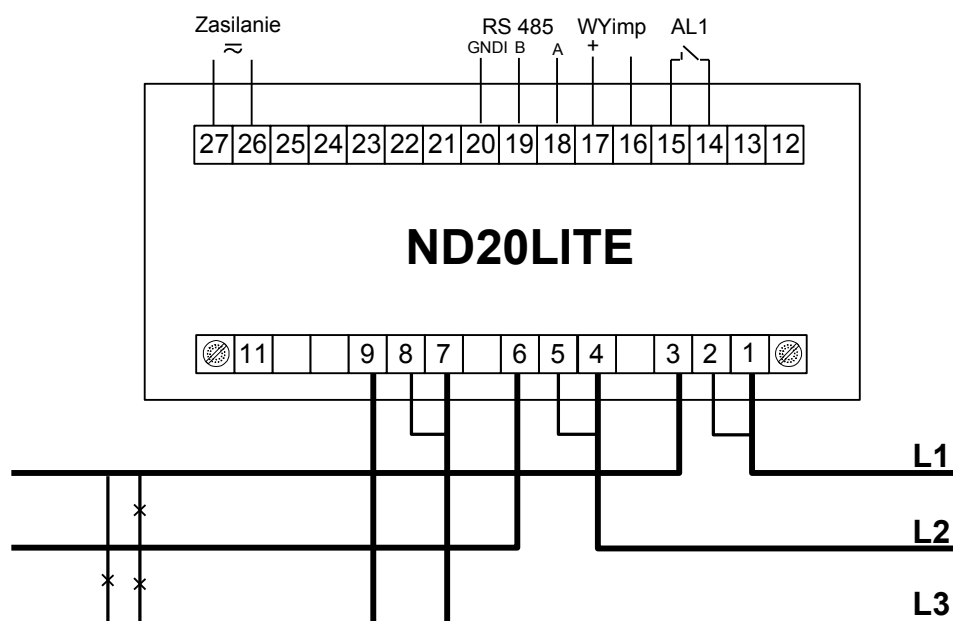 Zasilanie
RS 485 WYimp AL1
GNDI B A +
27 26 25 24 23 22 21 20 19 18 17 16 15 14 13 12
ND20LITE
11 9 8 7 6 5 4 3 2 1
L1
L2
L3